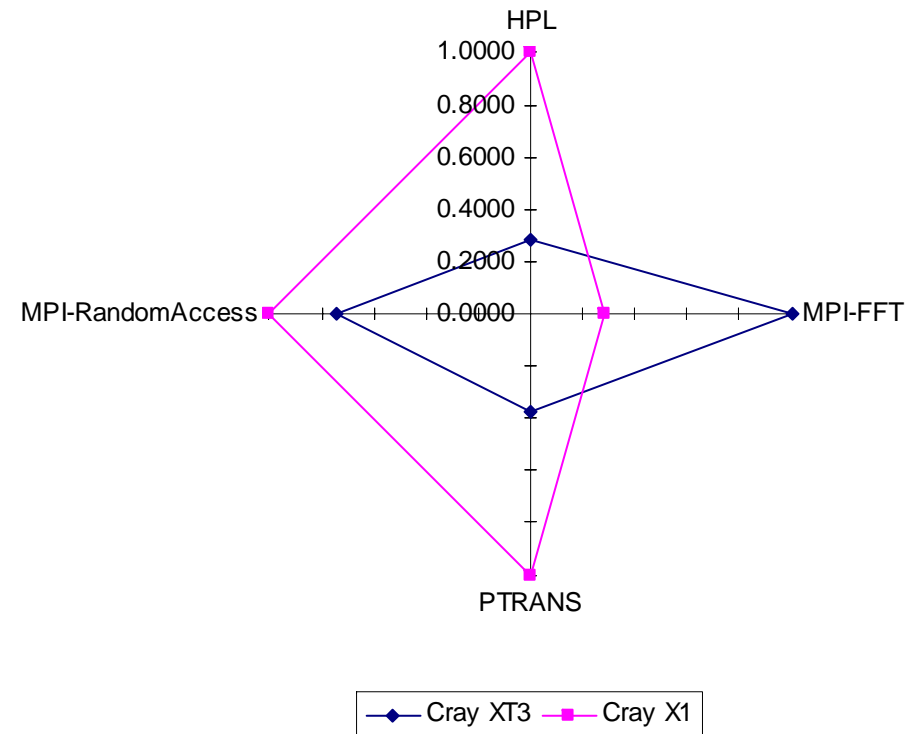 HPL
1.0000
0.8000
0.6000
0.4000
0.2000
MPI-RandomAccess 0.0000 MPI-FFT
PTRANS
Cray XT3 Cray X1